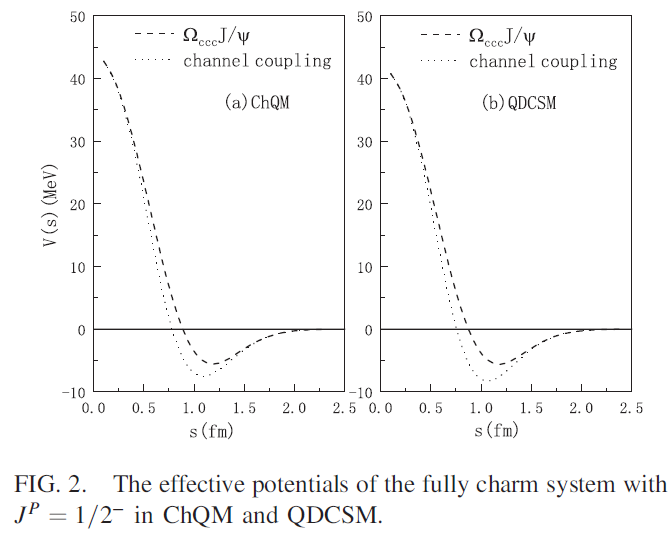 50
40
30
20
10
0
-10
V(s)(MeV)
Ω_ccc J/ψ
channel coupling
(a)ChQM
0.0 0.5 1.0 1.5 2.0 2.5
s(fm)
50
40
30
20
10
0
-10
Ω_ccc J/ψ
channel coupling
(b)QDCSM
0.0 0.5 1.0 1.5 2.0 2.5
s(fm)
FIG. 2. The effective potentials of the fully charm system with
J^P = 1/2^− in ChQM and QDCSM.